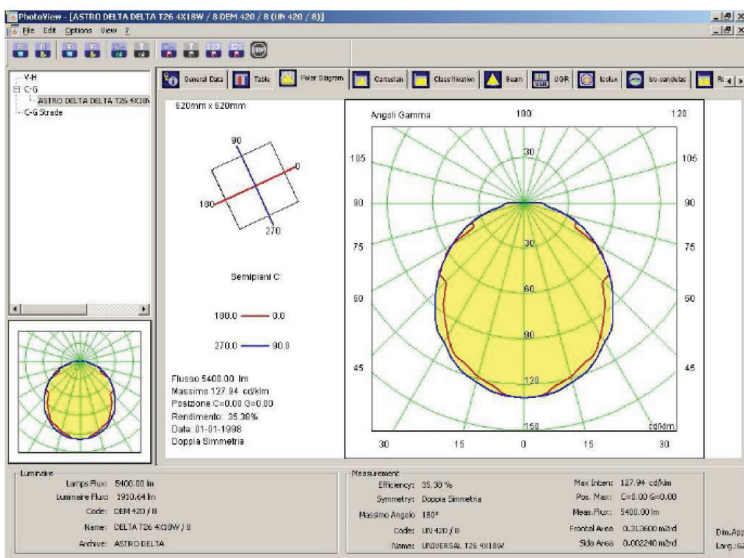 PhotoView - [ASTRO DELTA DELTA T26 4X18W / 8 DEM 420 / 8 (UN 420 / 8)]
File Edit Options View ?
V-H
C-G
ASTRO DELTA DELTA T26 4X18W
C-G Strade
General Data Table Polar Diagram Cartesian Classification Beam UGR Isolux Iso-candelas
620mm x 620mm
90
0
180
270
Semipiani C
180.0 0.0
270.0 90.0
Flusso 5400.00 lm
Massimo 127.94 cd/klm
Posizione C=0.00 G=0.00
Rendimento: 35.38%
Data: 01-01-1998
Doppia Simmetria
Angoli Gamma 180 120
105 30 105
90 90
75 30 75
60 60 60
90
45 120 45
150 cd/klm
30 15 0 15 30
Luminaire
Lamps Flux: 5400.00 lm
Luminaire Flux: 1910.64 lm
Code: DEM 420 / 8
Name: DELTA T26 4X18W / 8
Archive: ASTRO DELTA
Measurement
Efficiency: 35.38 %
Symmetry: Doppia Simmetria
Massimo Angolo 180°
Code: UN 420 / 8
Name: UNIVERSAL T26 4X18W
Max Inten: 127.94 cd/klm
Pos. Max: C=0.00 G=0.00
Meas.Flux: 5400.00 lm
Frontal Area 0.313600 m2rd
Side Area 0.002240 m2rd
Dim.App
Larg.:62